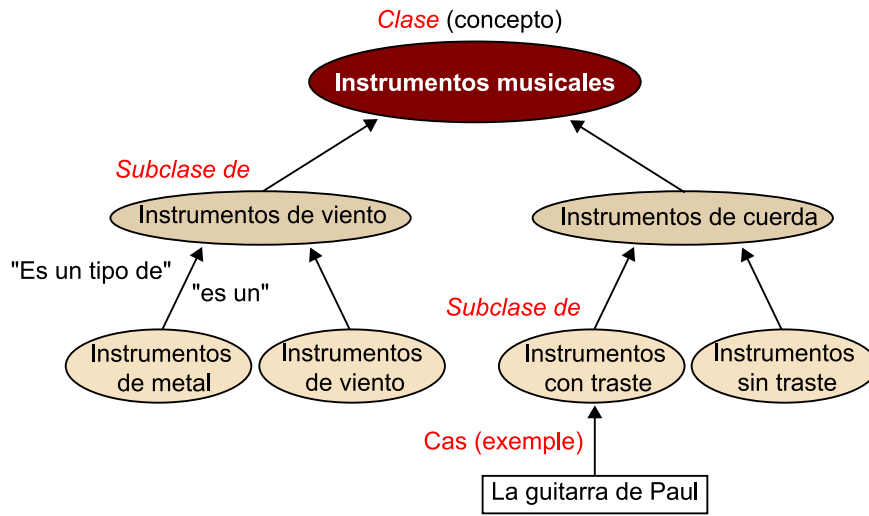 Clase (concepto)
Instrumentos musicales
Subclase de
Instrumentos de viento
Instrumentos de cuerda
"Es un tipo de"
"es un"
Subclase de
Instrumentos
de metal
Instrumentos
de viento
Instrumentos
con traste
Instrumentos
sin traste
Cas (exemple)
La guitarra de Paul